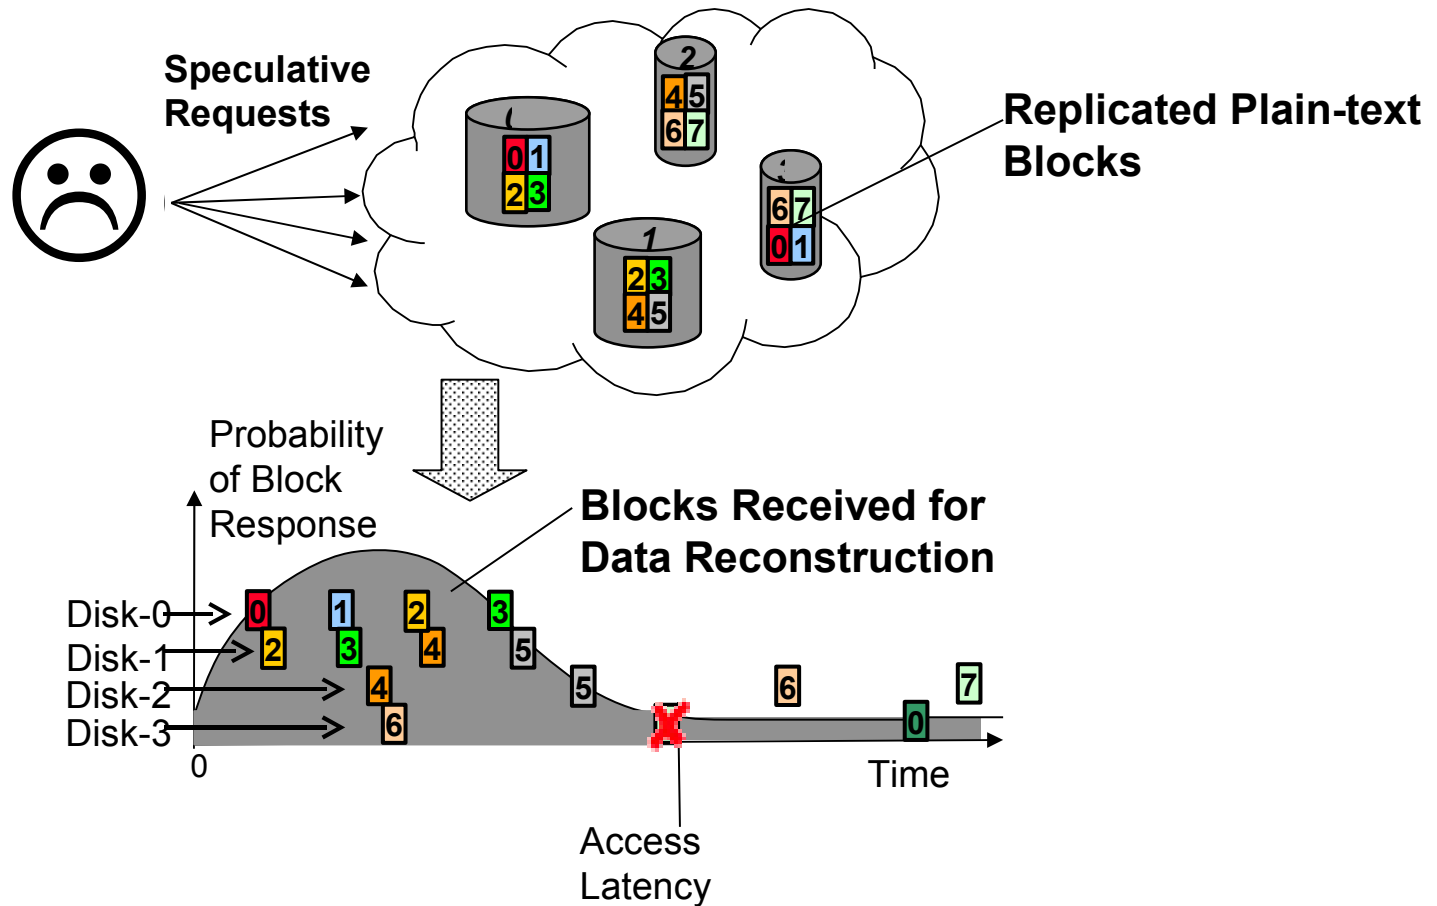 Speculative
Requests
2
4 5
6 7
0 1
2 3
Replicated Plain-text
Blocks
6 7
0 1
1
2 3
4 5
Probability
of Block
Response
Blocks Received for
Data Reconstruction
Disk-0 0 1 2 3
Disk-1 2 3 4 5
Disk-2 4 5 6 7
Disk-3 6 0
0
Time
Access
Latency